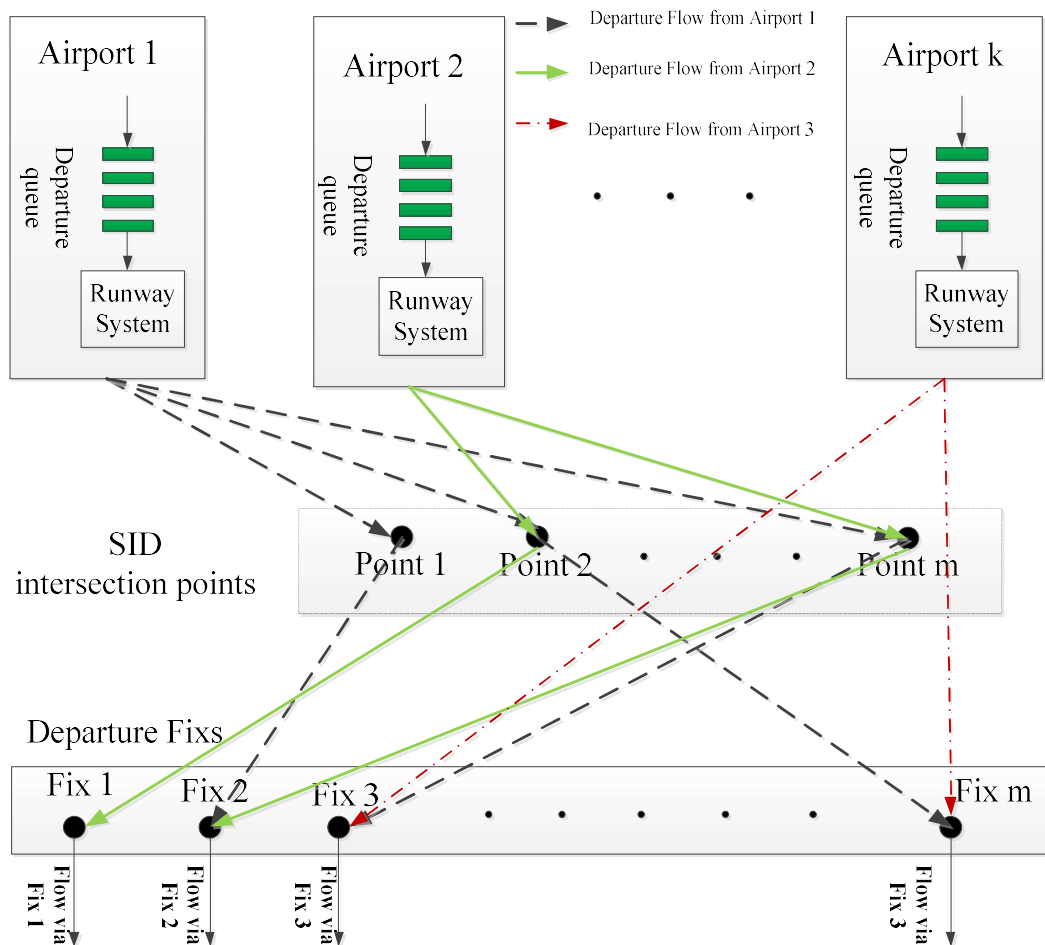 Airport 1
Departure
queue
Runway
System
Airport 2
Departure
queue
Runway
System
Departure Flow from Airport 1
Departure Flow from Airport 2
Departure Flow from Airport 3
Airport k
Departure
queue
Runway
System
SID
intersection points
Point 1
Point 2
Point m
Departure Fixs
Fix 1
Fix 2
Fix 3
Fix m
Flow via
Fix 1
Flow via
Fix 2
Flow via
Fix 3
Flow via
Fix 3